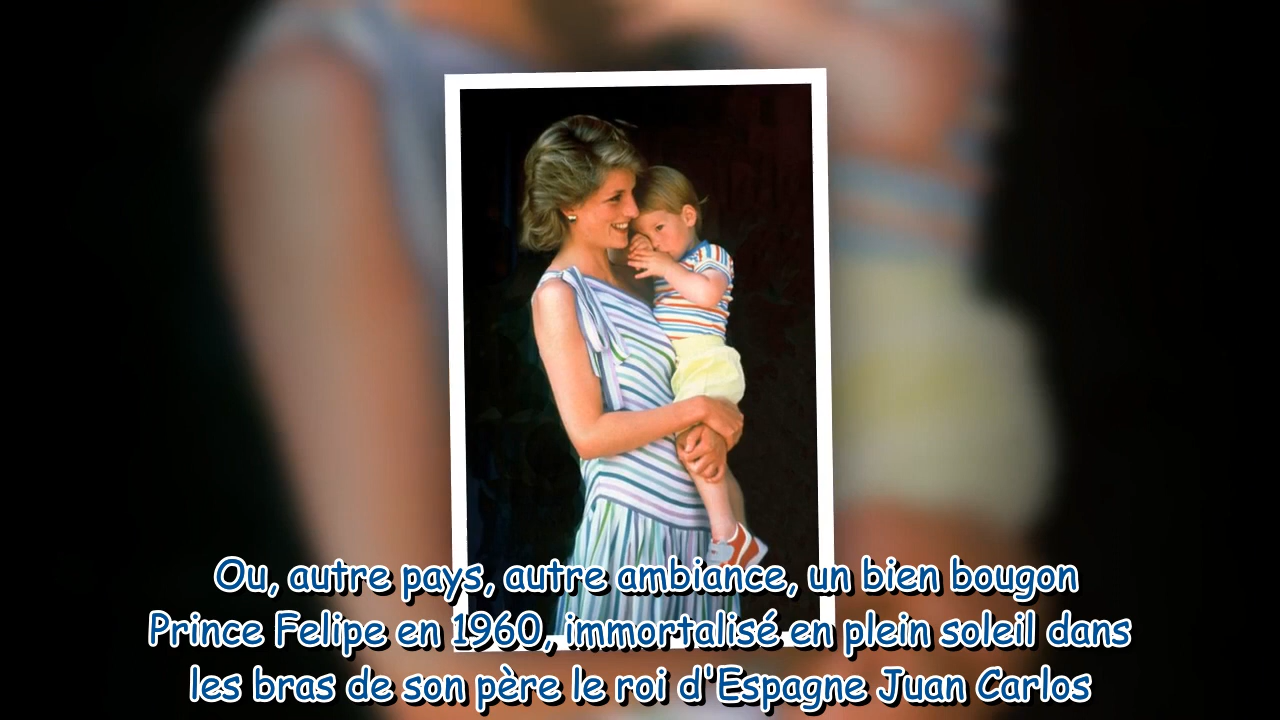 Ou, autre pays, autre ambiance, un bien bougon
Prince Felipe en 1960, immortalisé en plein soleil dans
les bras de son père le roi d'Espagne Juan Carlos